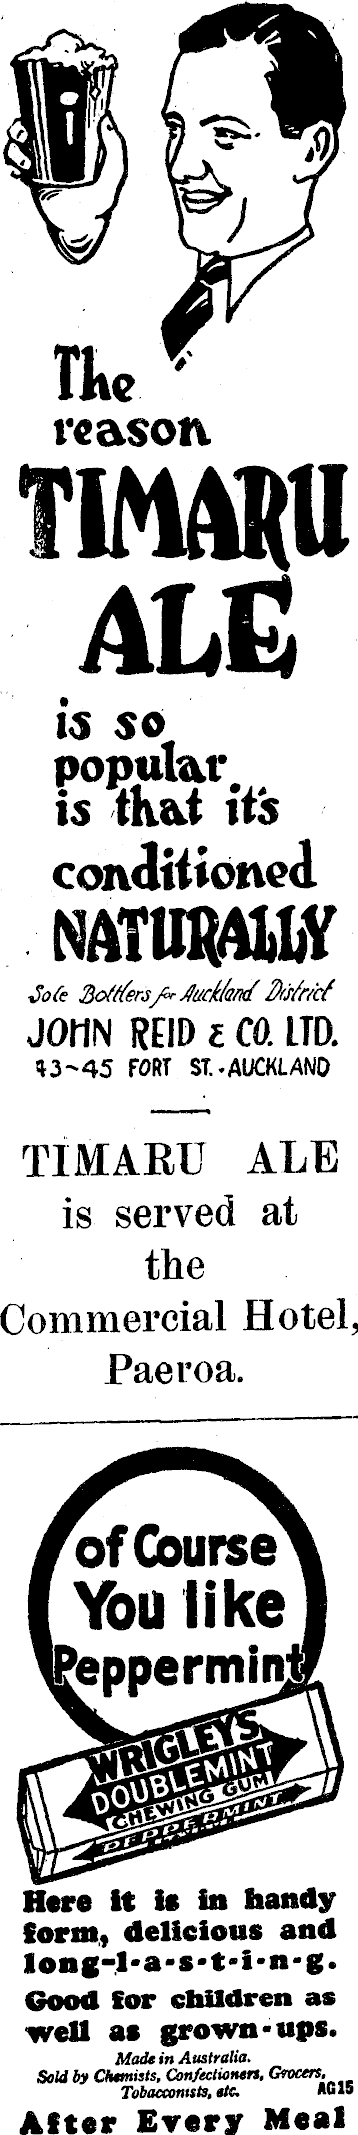 The
reason
TIMARU
ALE
is so
popular
is that it's
conditioned
NATURALLY
Sole Bottlers for Auckland District
JOHN REID & CO. LTD.
43~45 FORT ST. - AUCKLAND
TIMARU ALE
is served at
the
Commercial Hotel,
Paeroa.
of Course
You like
Peppermint
WRIGLEY'S
DOUBLEMINT
CHEWING GUM
PEPPERMINT
Here it is in handy
form, delicious and
long-l-a-s-t-i-n-g.
Good for children as
well as grown-ups.
Made in Australia.
Sold by Chemists, Confectioners, Grocers,
Tobacconists, etc. AG15
After Every Meal